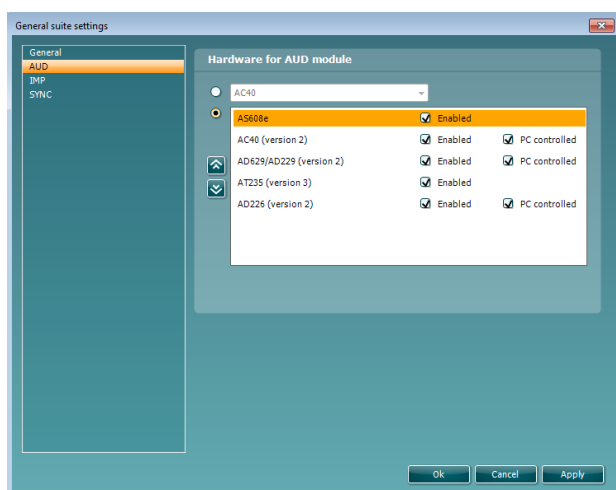 General suite settings
General
AUD
IMP
SYNC
Hardware for AUD module
AC40
AS608e Enabled
AC40 (version 2) Enabled PC controlled
AD629/AD229 (version 2) Enabled PC controlled
AT235 (version 3) Enabled
AD226 (version 2) Enabled PC controlled
Ok Cancel Apply